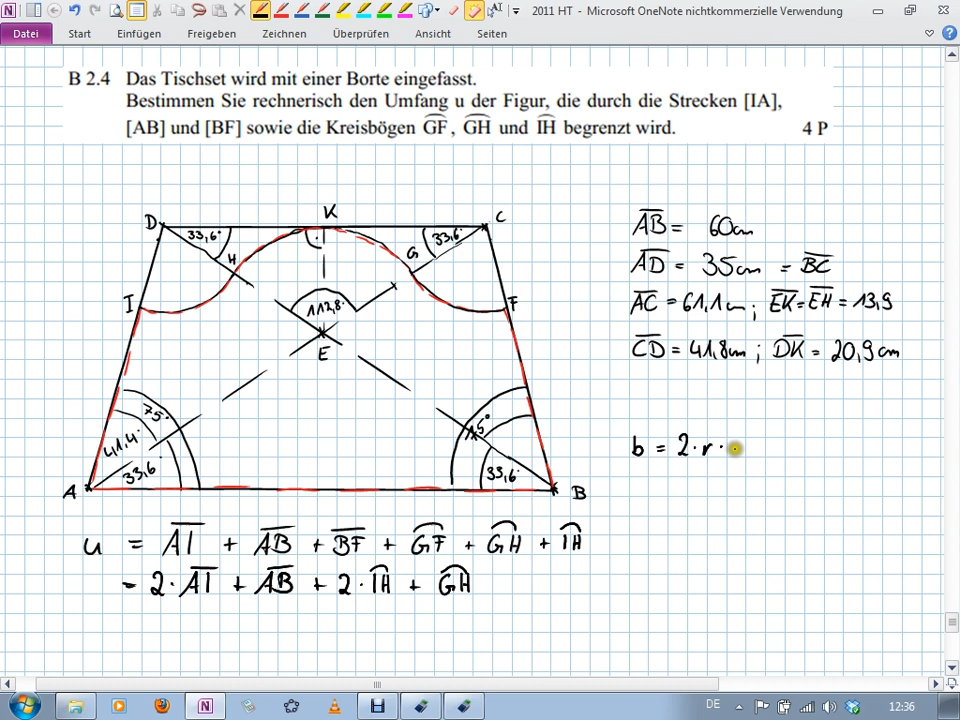 2011 HT - Microsoft OneNote nichtkommerzielle Verwendung
Datei Start Einfügen Freigeben Zeichnen Überprüfen Ansicht Seiten
B 2.4 Das Tischset wird mit einer Borte eingefasst.
Bestimmen Sie rechnerisch den Umfang u der Figur, die durch die Strecken [IA],
[AB] und [BF] sowie die Kreisbögen GF, GH und IH begrenzt wird. 4 P
D K C
33,6° 33,6°
H G
I F
112,8°
E
75° 75°
41,4°
33,6° 33,6°
A B
AB = 60cm
AD = 35cm = BC
AC = 61,1cm ; EK = EH = 13,9
CD = 41,8cm ; DK = 20,9cm
b = 2·r·
u = AI + AB + BF + GF + GH + IH
= 2·AI + AB + 2·IH + GH
DE 12:36